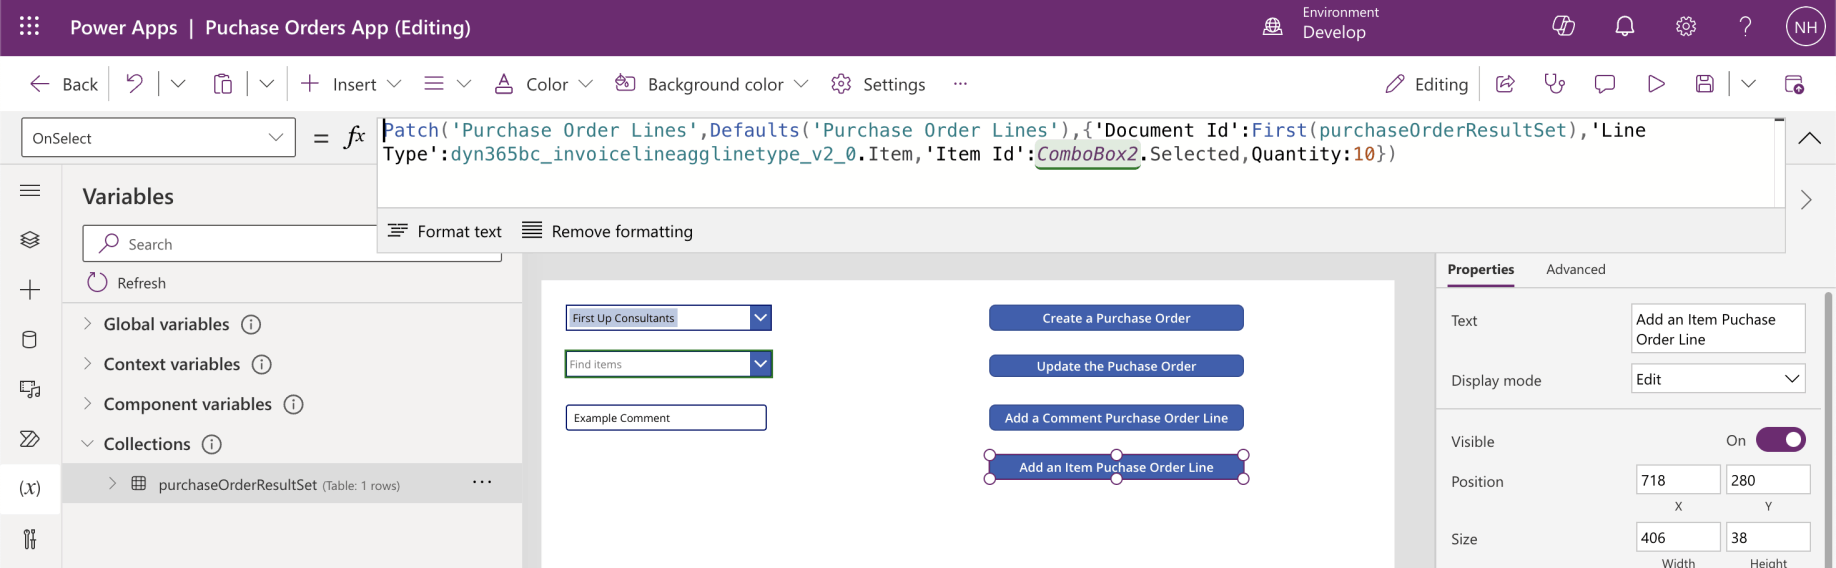 Power Apps | Puchase Orders App (Editing)
Environment
Develop
NH
Back
Insert
Color
Background color
Settings
Editing
OnSelect
= fx
Patch('Purchase Order Lines',Defaults('Purchase Order Lines'),{'Document Id':First(purchaseOrderResultSet),'Line
Type':dyn365bc_invoicelineagglinetype_v2_0.Item,'Item Id':ComboBox2.Selected,Quantity:10})
Format text
Remove formatting
Variables
Search
Refresh
Global variables
Context variables
Component variables
Collections
purchaseOrderResultSet (Table: 1 rows)
(x)
First Up Consultants
Find items
Example Comment
Create a Purchase Order
Update the Puchase Order
Add a Comment Purchase Order Line
Add an Item Puchase Order Line
Properties
Advanced
Text
Add an Item Puchase
Order Line
Display mode
Edit
Visible
On
Position
718
280
X
Y
Size
406
38
Width
Height